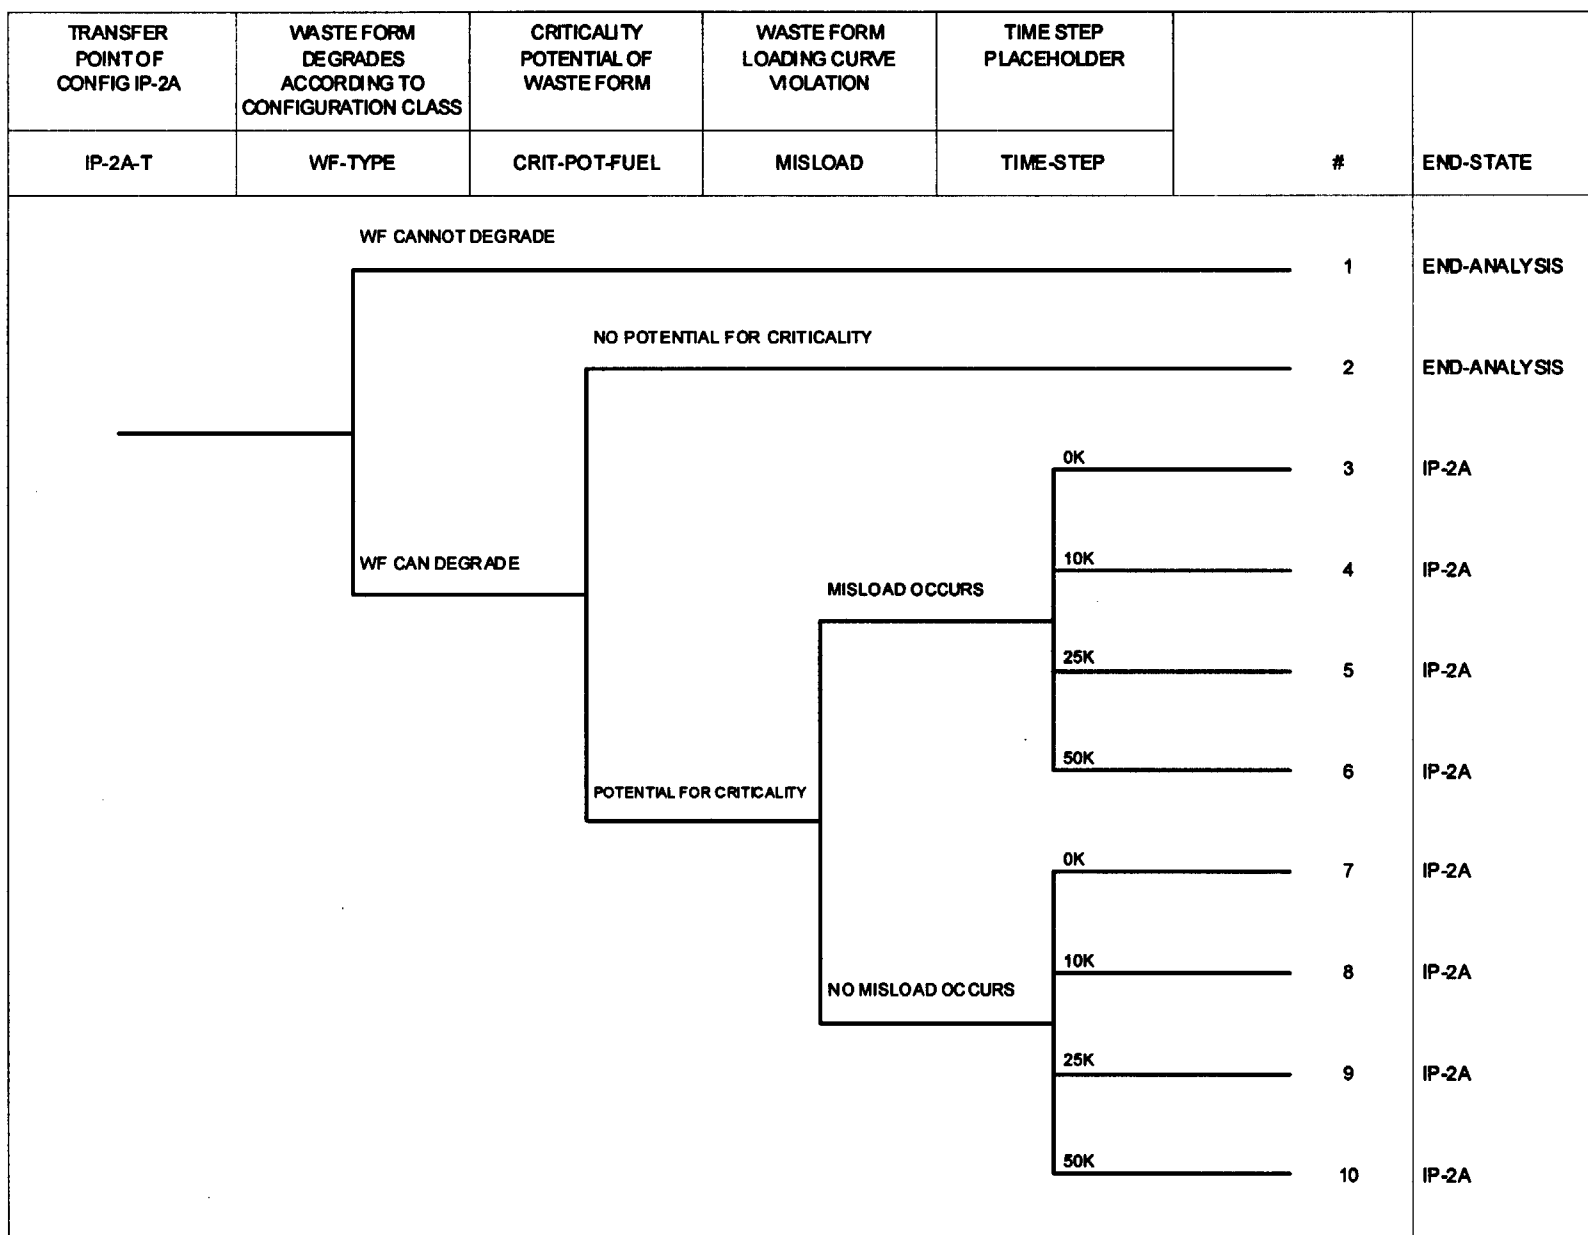 TRANSFER
POINT OF
CONFIG IP-2A
WASTE FORM
DEGRADES
ACCORDING TO
CONFIGURATION CLASS
CRITICALITY
POTENTIAL OF
WASTE FORM
WASTE FORM
LOADING CURVE
VIOLATION
TIME STEP
PLACEHOLDER
IP-2A-T
WF-TYPE
CRIT-POT-FUEL
MISLOAD
TIME-STEP
#
END-STATE
WF CANNOT DEGRADE
1
END-ANALYSIS
NO POTENTIAL FOR CRITICALITY
2
END-ANALYSIS
0K
3
IP-2A
WF CAN DEGRADE
10K
4
IP-2A
MISLOAD OCCURS
25K
5
IP-2A
50K
6
IP-2A
POTENTIAL FOR CRITICALITY
0K
7
IP-2A
10K
8
IP-2A
NO MISLOAD OCCURS
25K
9
IP-2A
50K
10
IP-2A